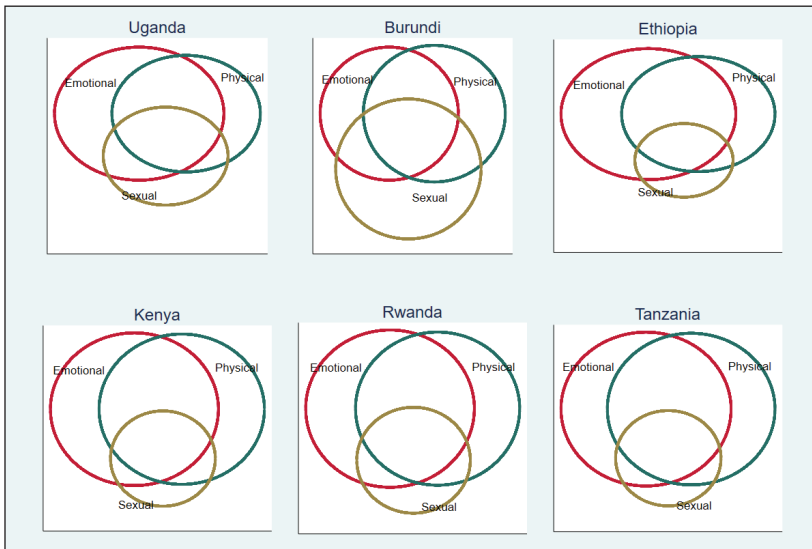 Uganda
Emotional
Physical
Sexual
Burundi
Emotional
Physical
Sexual
Ethiopia
Emotional
Physical
Sexual
Kenya
Emotional
Physical
Sexual
Rwanda
Emotional
Physical
Sexual
Tanzania
Emotional
Physical
Sexual